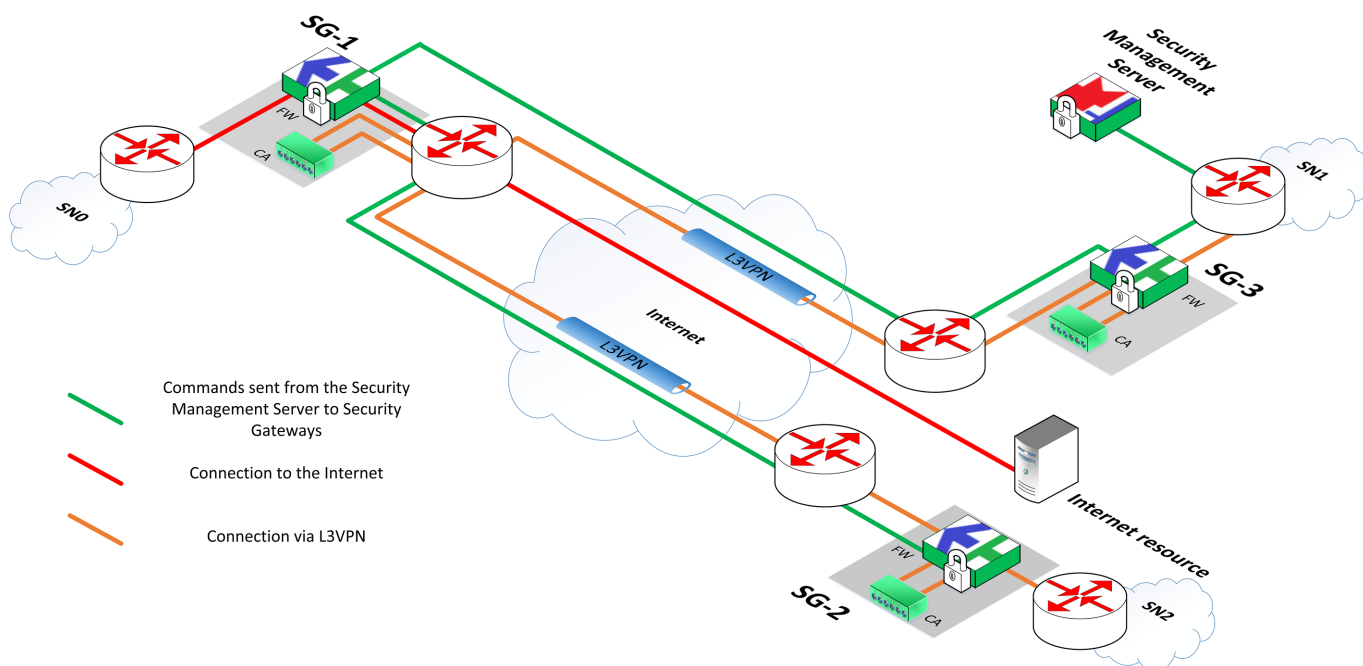 SG-1
FW
CA
SN0
Security
Management
Server
SN1
SG-3
FW
CA
L3VPN
L3VPN
Internet
Commands sent from the Security
Management Server to Security
Gateways
Connection to the Internet
Connection via L3VPN
Internet resource
SG-2
FW
CA
SN2